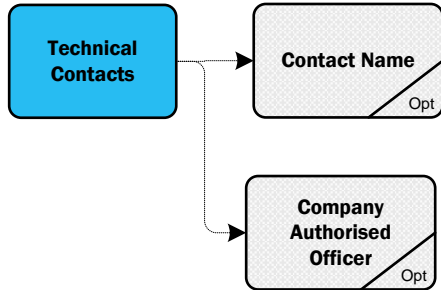 Technical
Contacts
Contact Name
Opt
Company
Authorised
Officer
Opt